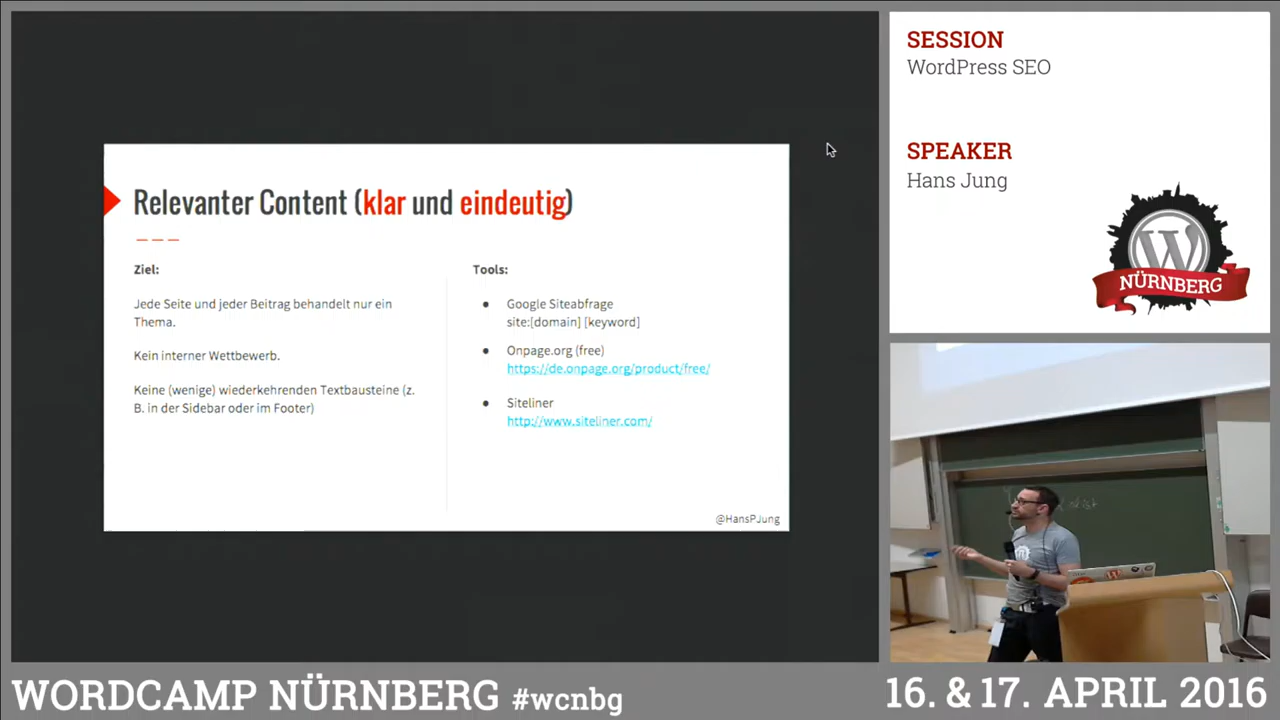 Relevanter Content (klar und eindeutig)
Ziel:
Jede Seite und jeder Beitrag behandelt nur ein
Thema.
Kein interner Wettbewerb.
Keine (wenige) wiederkehrenden Textbausteine (z.
B. in der Sidebar oder im Footer)
Tools:
● Google Siteabfrage
site:[domain] [keyword]
● Onpage.org (free)
https://de.onpage.org/product/free/
● Siteliner
http://www.siteliner.com/
@HansPJung
SESSION
WordPress SEO
SPEAKER
Hans Jung
W
NÜRNBERG
WORDCAMP NÜRNBERG #wcnbg
16. & 17. APRIL 2016